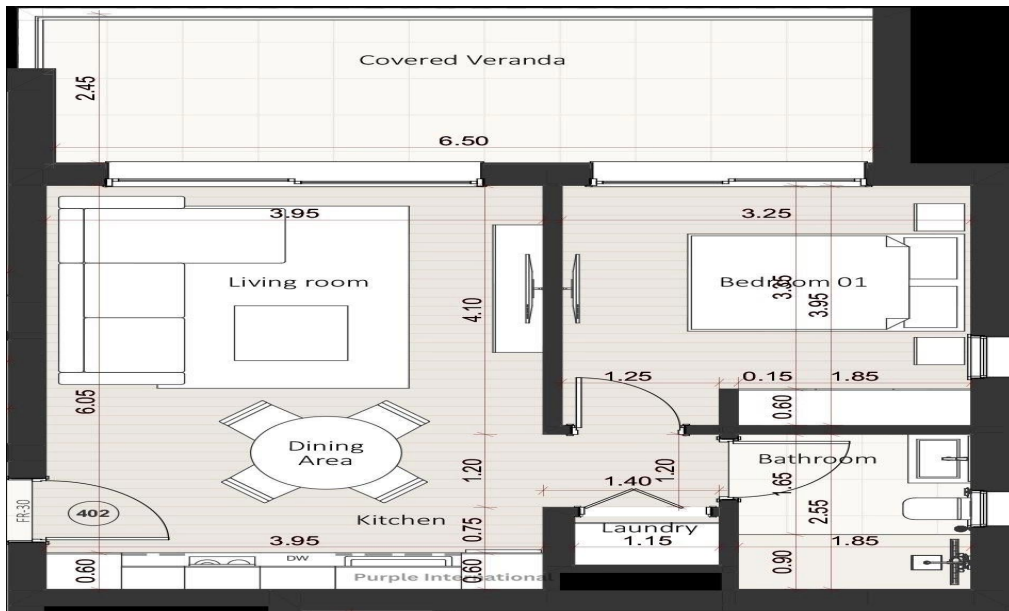 Covered Veranda
2.45
6.50
3.95
3.25
Living room
Bedroom 01
3.35
3.95
4.10
6.05
1.25
0.15
1.85
0.60
Dining
Area
Bathroom
1.20
1.20
1.65
2.55
1.40
FR-30
402
Kitchen
Laundry
3.95
0.75
1.15
1.85
DW
0.60
0.60
0.90
Purple International